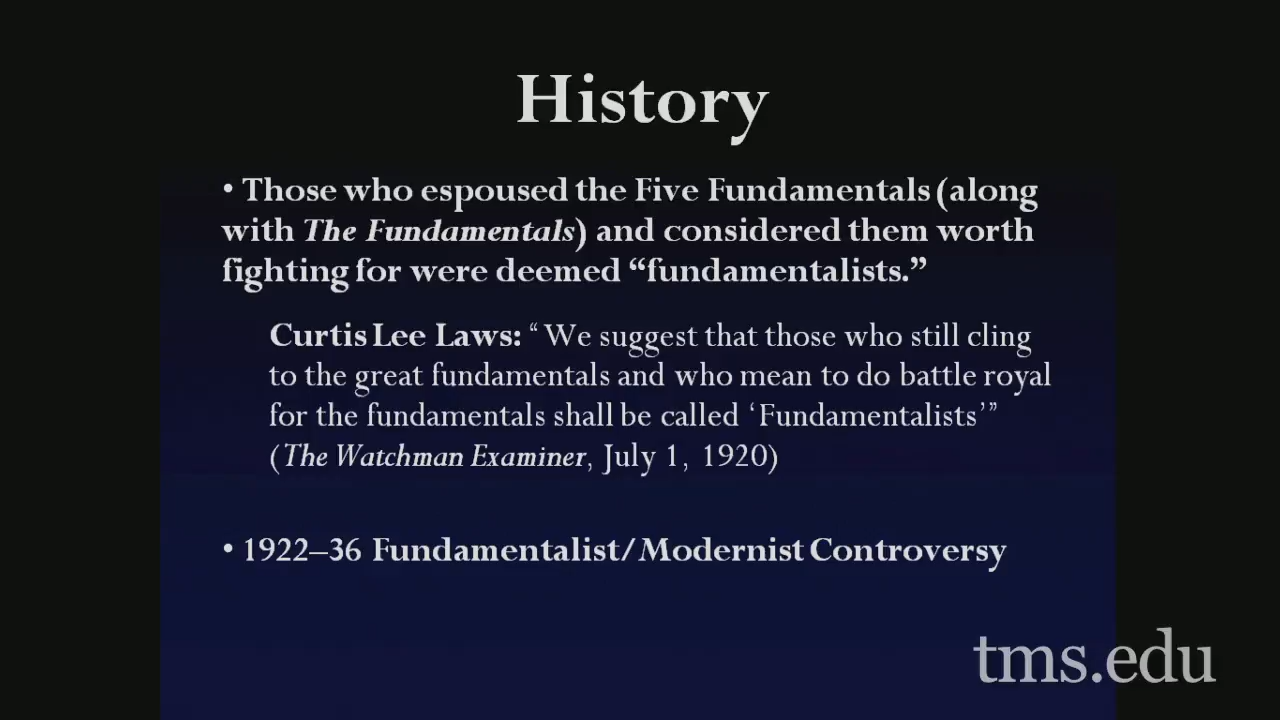 History
• Those who espoused the Five Fundamentals (along
with The Fundamentals) and considered them worth
fighting for were deemed “fundamentalists.”
Curtis Lee Laws: “ We suggest that those who still cling
to the great fundamentals and who mean to do battle royal
for the fundamentals shall be called ‘Fundamentalists’”
(The Watchman Examiner, July 1, 1920)
• 1922–36 Fundamentalist/Modernist Controversy
tms.edu